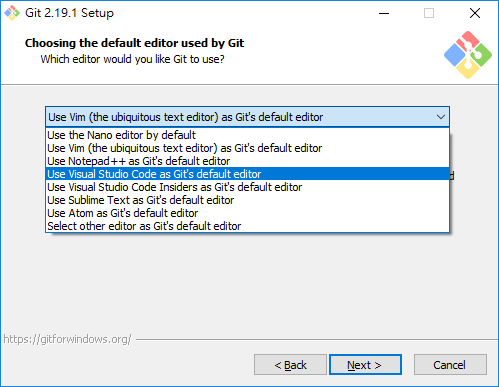 Git 2.19.1 Setup
Choosing the default editor used by Git
Which editor would you like Git to use?
Use Vim (the ubiquitous text editor) as Git's default editor
Use the Nano editor by default
Use Vim (the ubiquitous text editor) as Git's default editor
Use Notepad++ as Git's default editor
Use Visual Studio Code as Git's default editor
Use Visual Studio Code Insiders as Git's default editor
Use Sublime Text as Git's default editor
Use Atom as Git's default editor
Select other editor as Git's default editor
https://gitforwindows.org/
< Back
Next >
Cancel